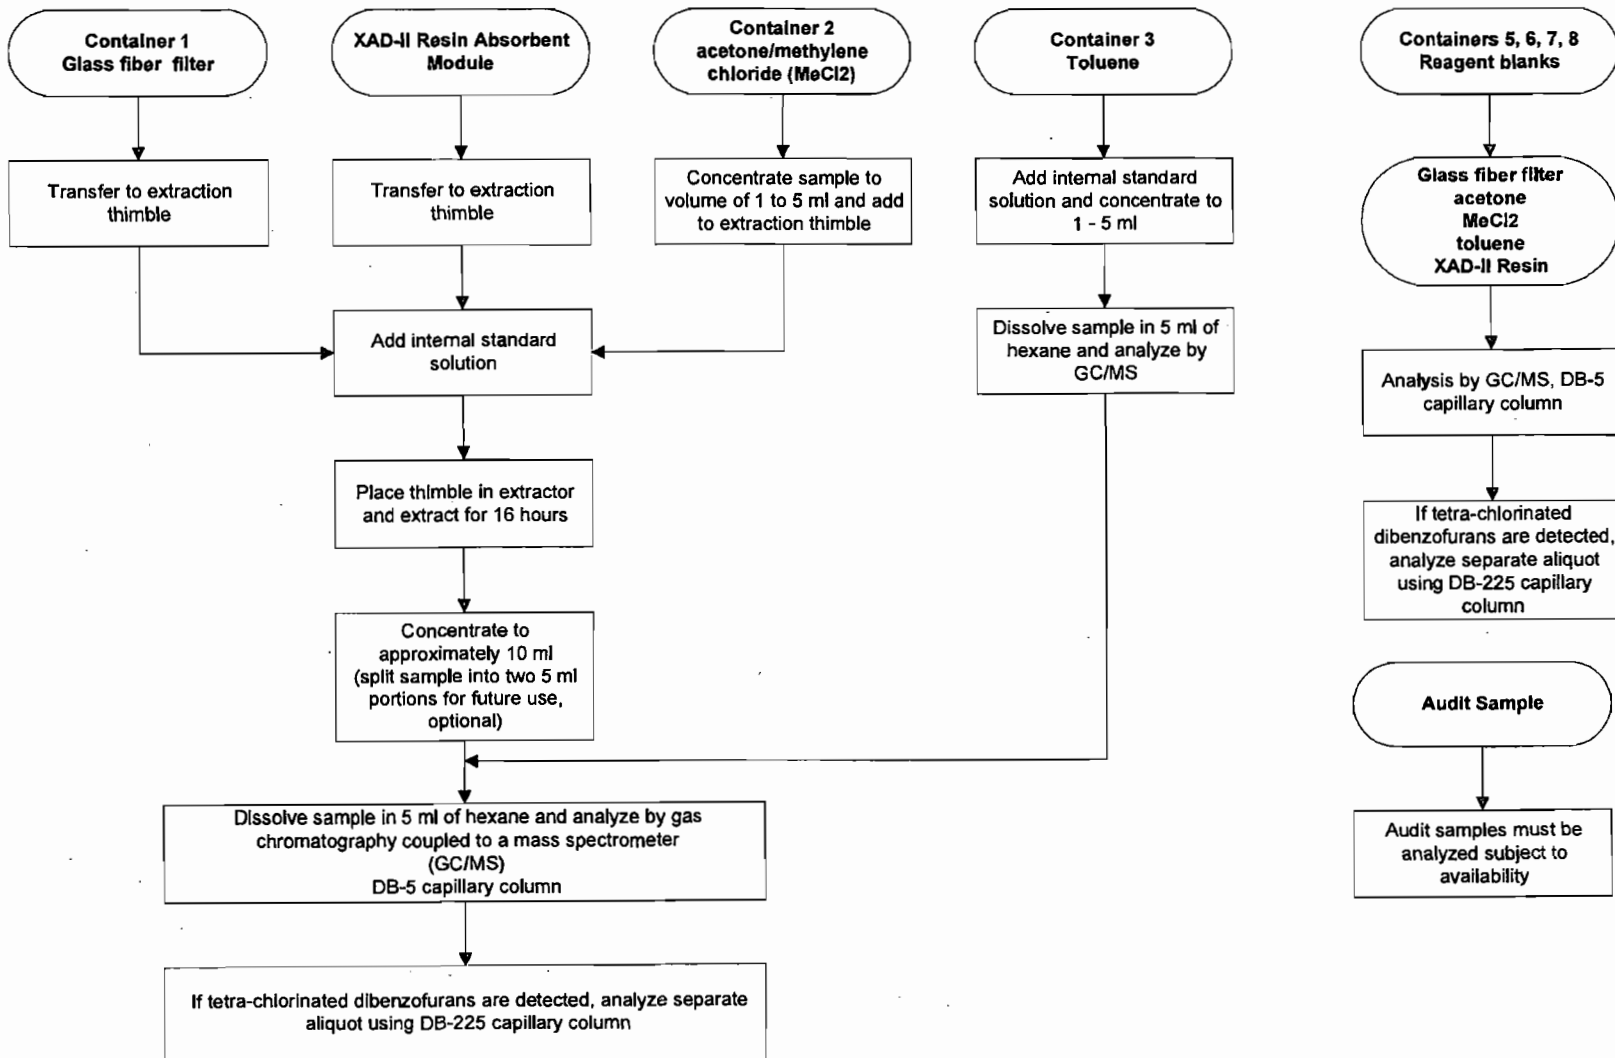 Container 1
Glass fiber filter
XAD-II Resin Absorbent
Module
Container 2
acetone/methylene
chloride (MeCl2)
Container 3
Toluene
Containers 5, 6, 7, 8
Reagent blanks
Transfer to extraction
thimble
Transfer to extraction
thimble
Concentrate sample to
volume of 1 to 5 ml and add
to extraction thimble
Add internal standard
solution and concentrate to
1 - 5 ml
Glass fiber filter
acetone
MeCl2
toluene
XAD-II Resin
Add internal standard
solution
Dissolve sample in 5 ml of
hexane and analyze by
GC/MS
Analysis by GC/MS, DB-5
capillary column
Place thimble in extractor
and extract for 16 hours
If tetra-chlorinated
dibenzofurans are detected,
analyze separate aliquot
using DB-225 capillary
column
Concentrate to
approximately 10 ml
(split sample into two 5 ml
portions for future use,
optional)
Audit Sample
Dissolve sample in 5 ml of hexane and analyze by gas
chromatography coupled to a mass spectrometer
(GC/MS)
DB-5 capillary column
Audit samples must be
analyzed subject to
availability
If tetra-chlorinated dibenzofurans are detected, analyze separate
aliquot using DB-225 capillary column